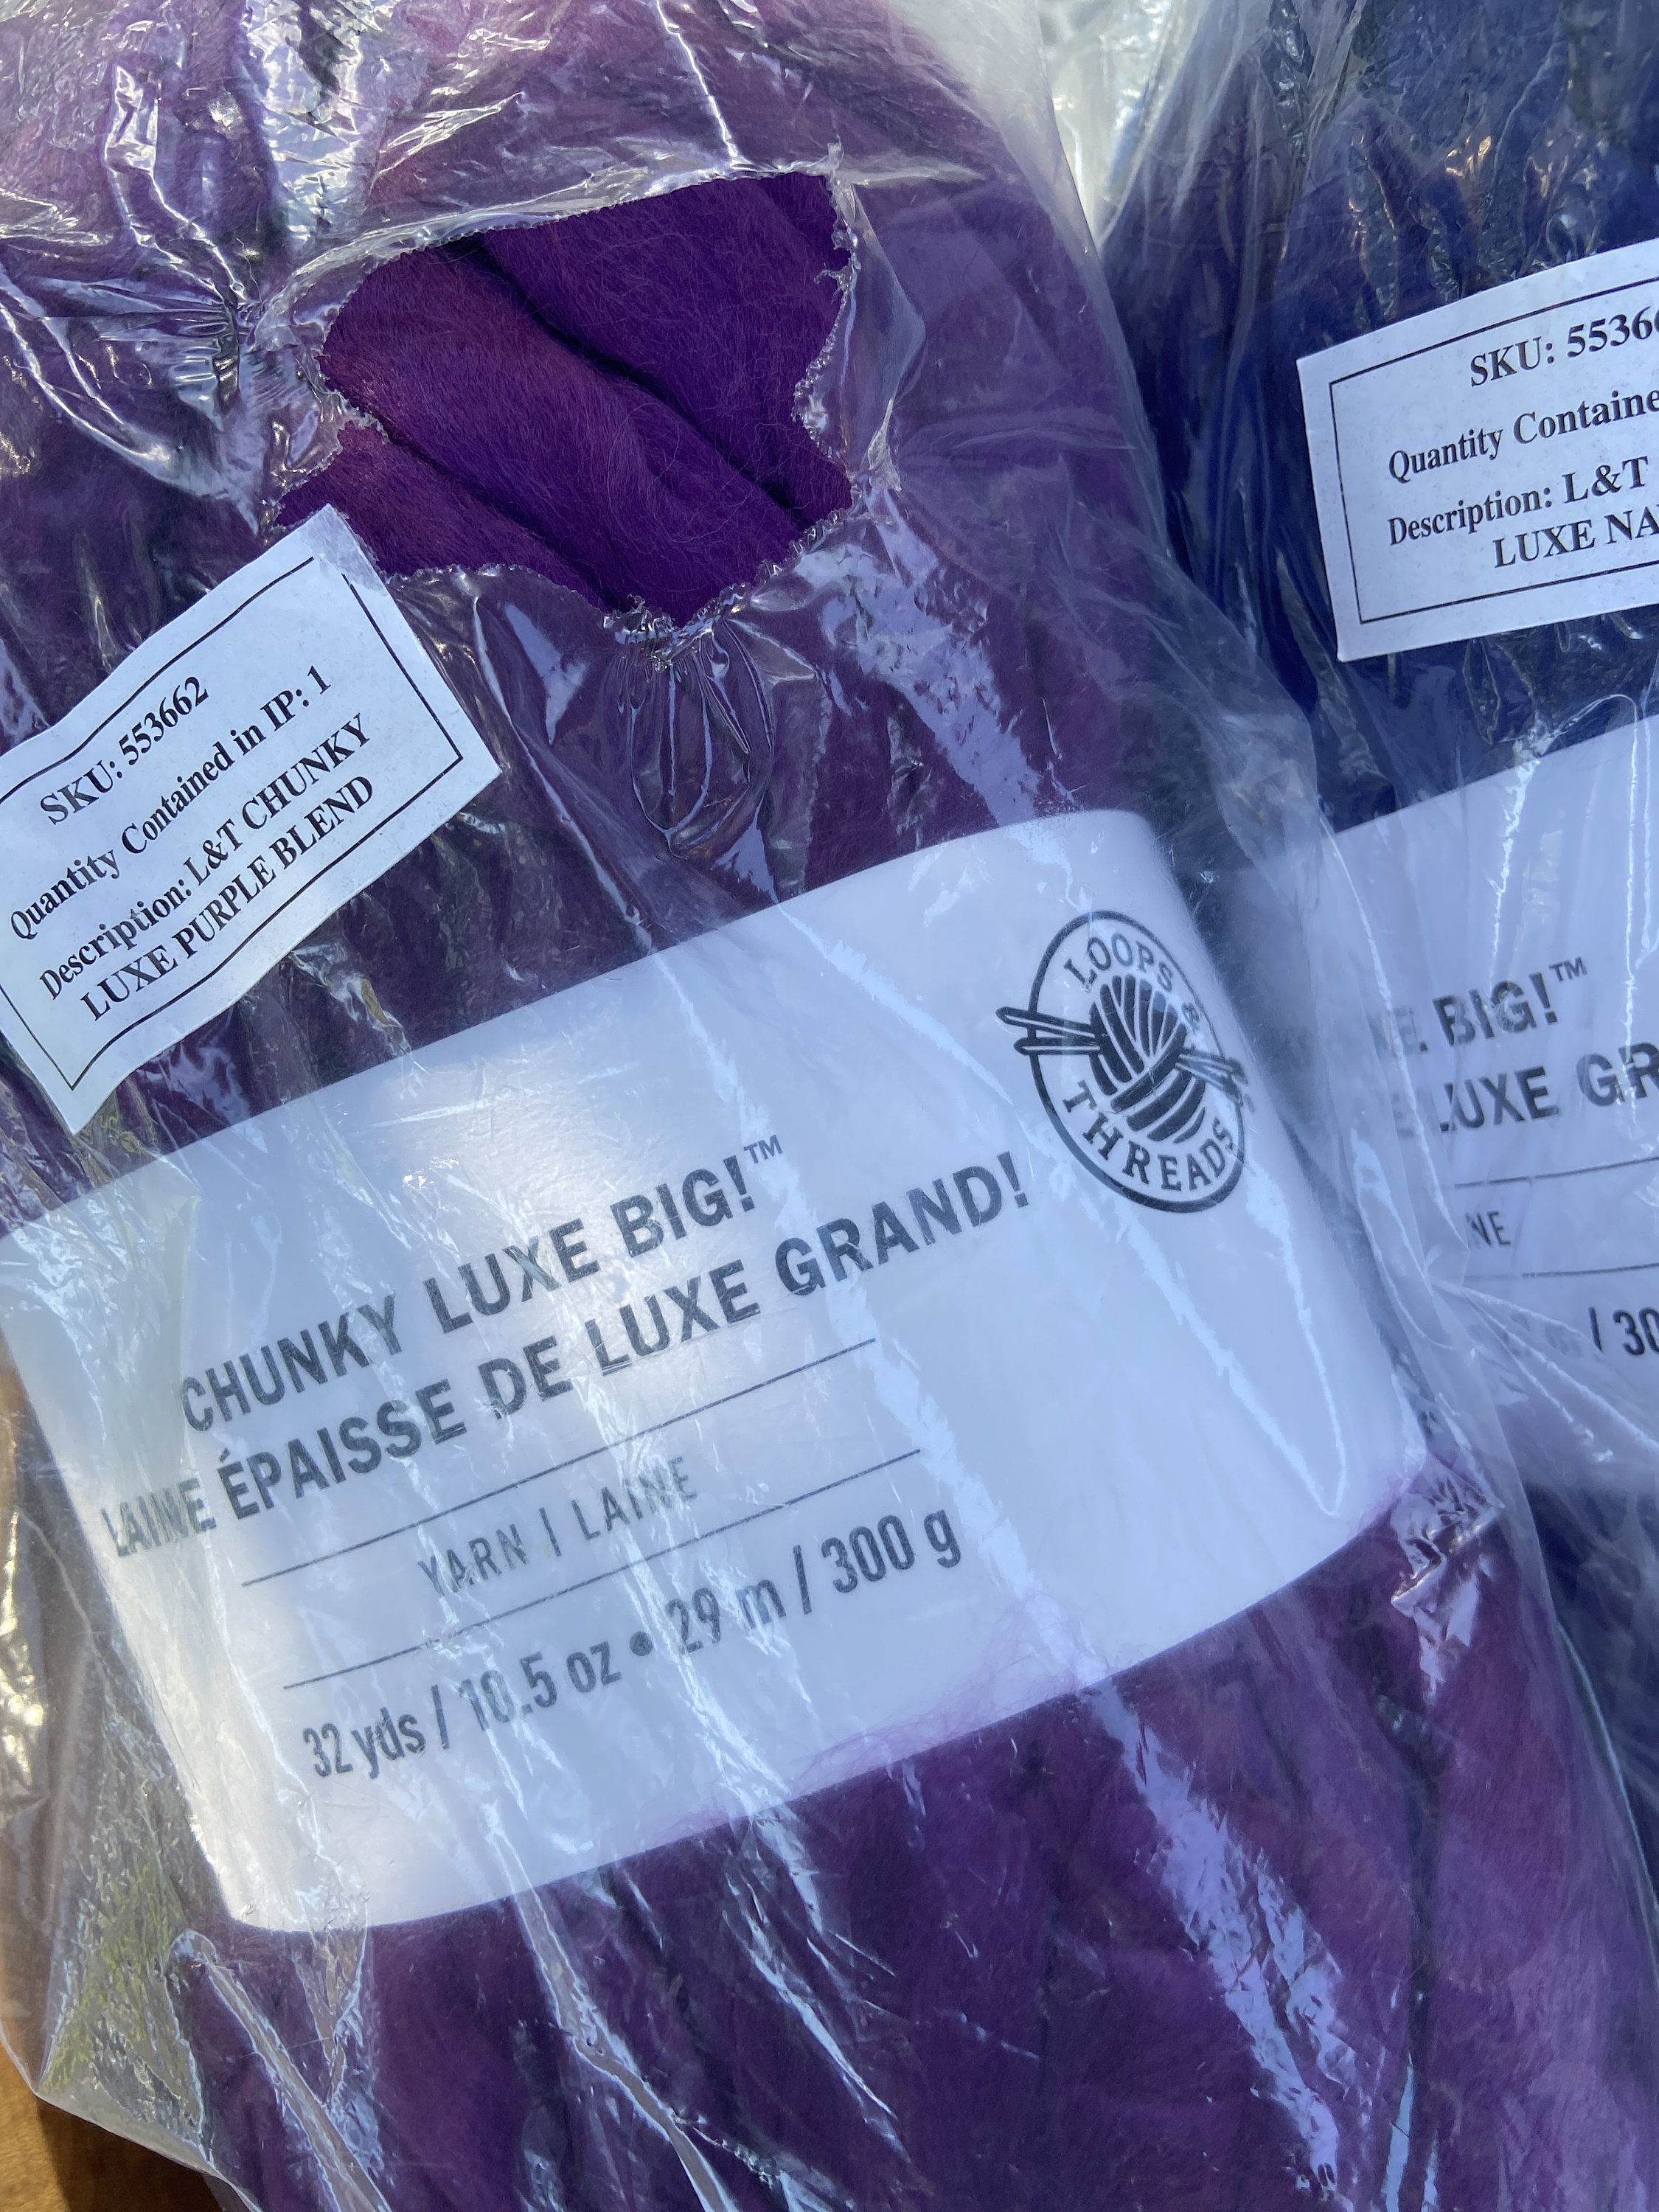 SKU: 553662
Quantity Contained in IP: 1
Description: L&T CHUNKY
LUXE PURPLE BLEND
LOOPS &
THREADS
CHUNKY LUXE BIG!™
LAINE ÉPAISSE DE LUXE GRAND!
YARN | LAINE
32 yds / 10.5 oz • 29 m / 300 g
SKU: 5536
Quantity Containe
Description: L&T
LUXE NA
E BIG!™
LUXE GR
NE
/ 30